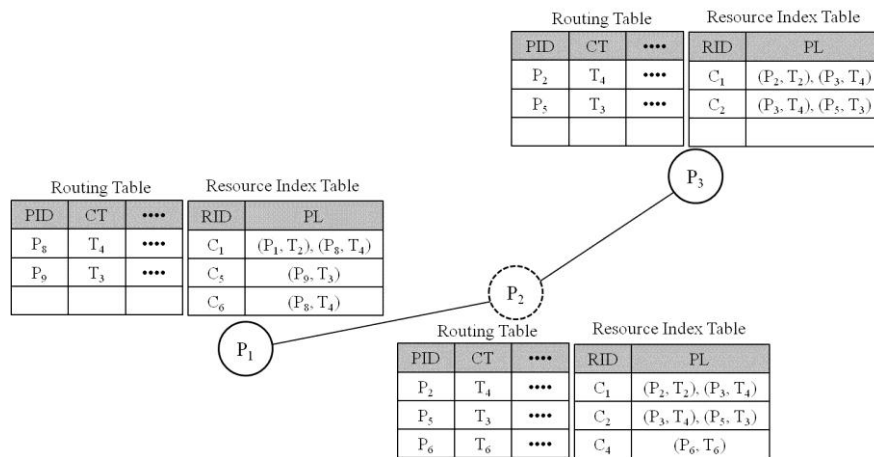 Routing Table Resource Index Table
PID CT •••• RID PL
P₂ T₄ •••• C₁ (P₂, T₂), (P₃, T₄)
P₅ T₃ •••• C₂ (P₃, T₄), (P₅, T₃)
P₃
Routing Table Resource Index Table
PID CT •••• RID PL
P₈ T₄ •••• C₁ (P₁, T₂), (P₈, T₄)
P₉ T₃ •••• C₅ (P₉, T₃)
C₆ (P₈, T₄)
P₂
P₁
Routing Table Resource Index Table
PID CT •••• RID PL
P₂ T₄ •••• C₁ (P₂, T₂), (P₃, T₄)
P₅ T₃ •••• C₂ (P₃, T₄), (P₅, T₃)
P₆ T₆ •••• C₄ (P₆, T₆)